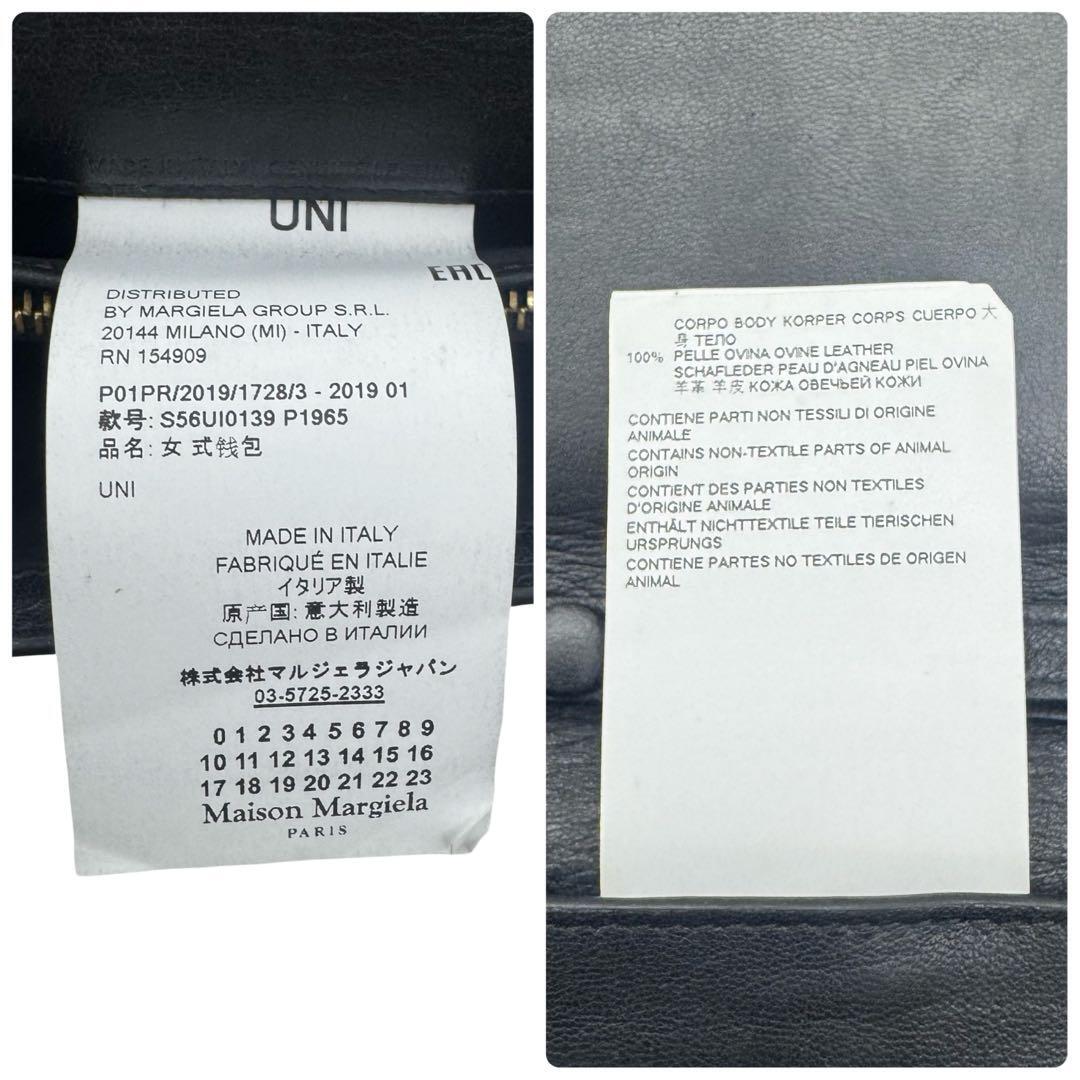 UNI
EAC
DISTRIBUTED
BY MARGIELA GROUP S.R.L.
20144 MILANO (MI) - ITALY
RN 154909
P01PR/2019/1728/3 - 2019 01
款号: S56UI0139 P1965
品名: 女 式钱包
UNI
MADE IN ITALY
FABRIQUÉ EN ITALIE
イタリア製
原产国: 意大利製造
СДЕЛАНО В ИТАЛИИ
株式会社マルジェラジャパン
03-5725-2333
0 1 2 3 4 5 6 7 8 9
10 11 12 13 14 15 16
17 18 19 20 21 22 23
Maison Margiela
PARIS
CORPO BODY KORPER CORPS CUERPO 大
身 ТЕЛО
100% PELLE OVINA OVINE LEATHER
SCHAFLEDER PEAU D'AGNEAU PIEL OVINA
羊革 羊皮 КОЖА ОВЕЧЬЕЙ КОЖИ
CONTIENE PARTI NON TESSILI DI ORIGINE
ANIMALE
CONTAINS NON-TEXTILE PARTS OF ANIMAL
ORIGIN
CONTIENT DES PARTIES NON TEXTILES
D'ORIGINE ANIMALE
ENTHÄLT NICHTTEXTILE TEILE TIERISCHEN
URSPRUNGS
CONTIENE PARTES NO TEXTILES DE ORIGEN
ANIMAL